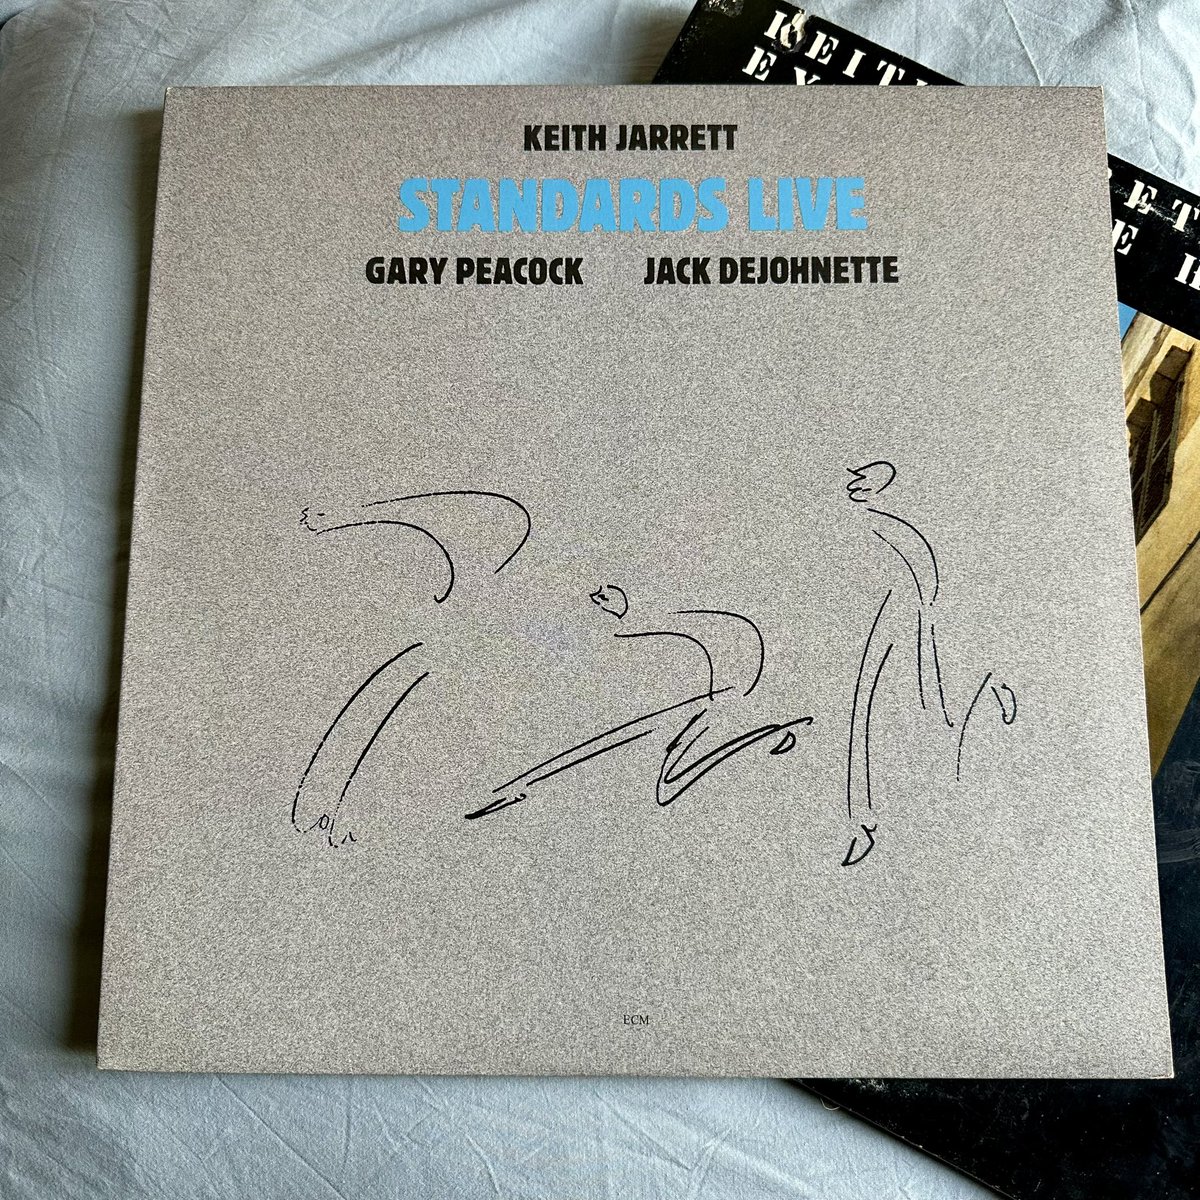 KEITH JARRETT
STANDARDS LIVE
GARY PEACOCK JACK DEJOHNETTE
ECM